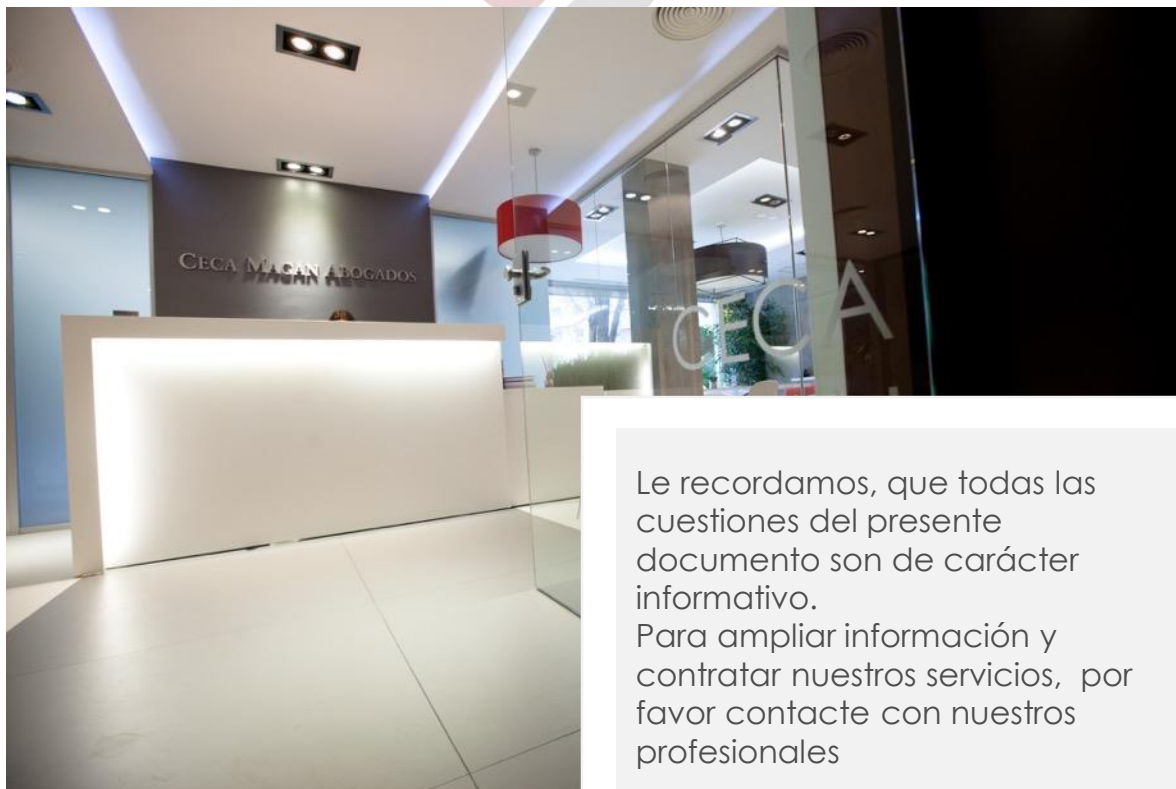 CECA MAGAN ABOGADOS
CECA
Le recordamos, que todas las
cuestiones del presente
documento son de carácter
informativo.
Para ampliar información y
contratar nuestros servicios,  por
favor contacte con nuestros
profesionales